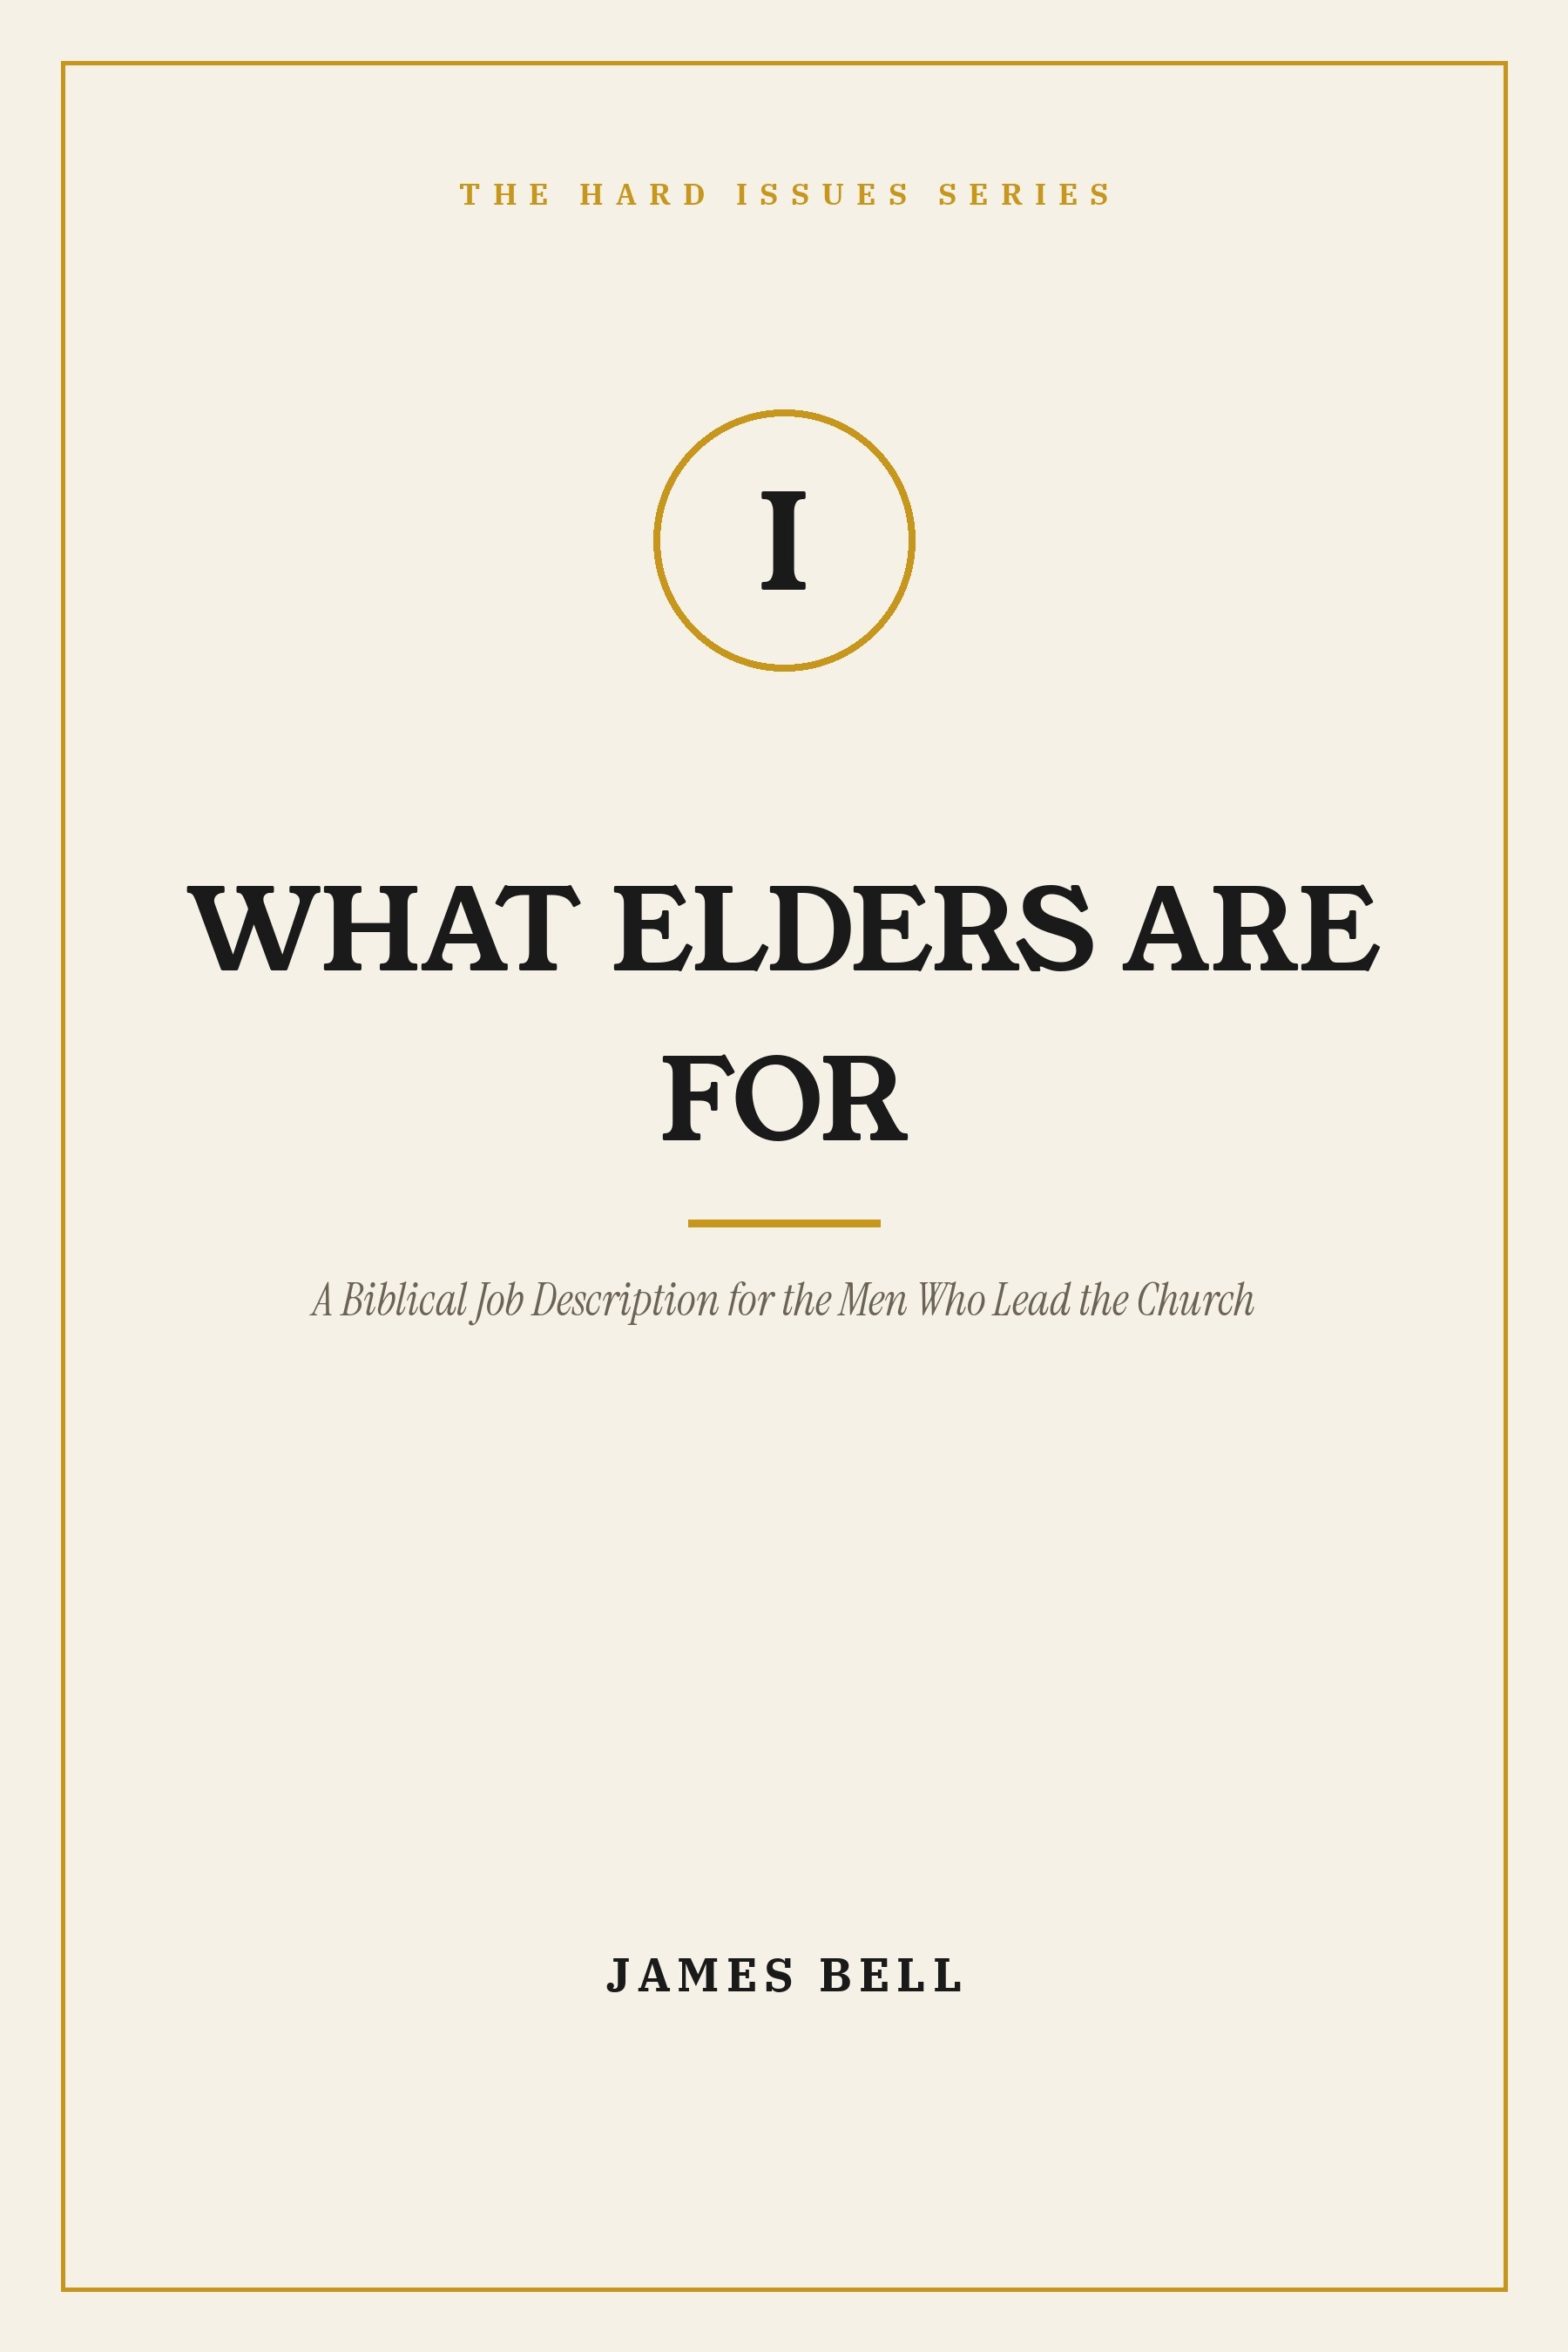 THE HARD ISSUES SERIES
I
WHAT ELDERS ARE
FOR
A Biblical Job Description for the Men Who Lead the Church
JAMES BELL